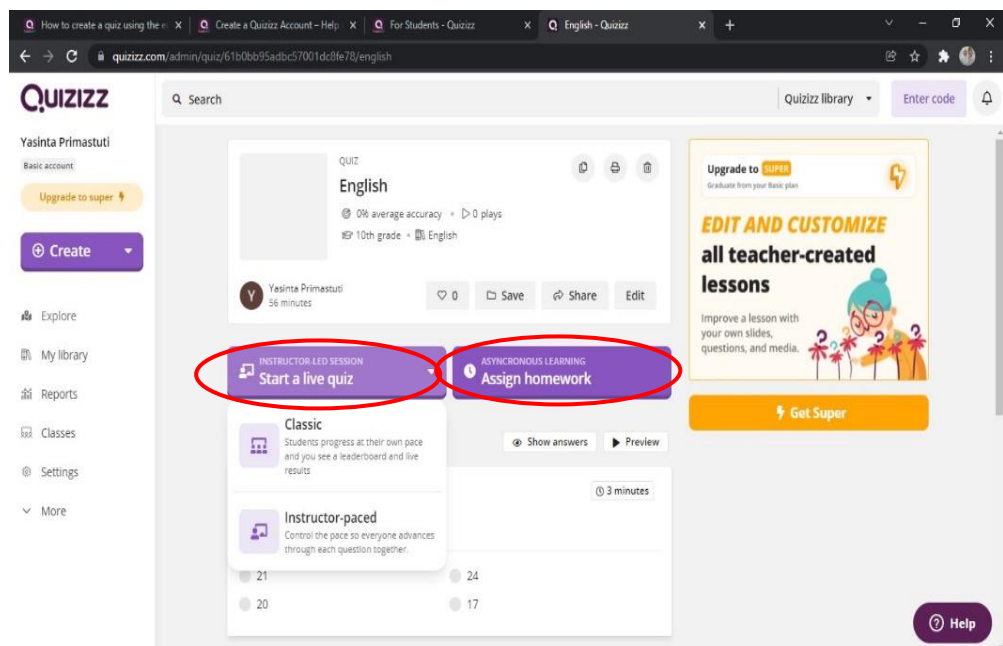 How to create a quiz using the e
Create a Quizizz Account – Help
For Students - Quizizz
English - Quizizz
quizizz.com/admin/quiz/61b0bb95adbc57001dc8fe78/english
QUIZIZZ
Search
Quizizz library
Enter code
Yasinta Primastuti
Basic account
Upgrade to super
Create
Explore
My library
Reports
Classes
Settings
More
QUIZ
English
0% average accuracy • 0 plays
10th grade • English
Y
Yasinta Primastuti
56 minutes
0
Save
Share
Edit
INSTRUCTOR-LED SESSION
Start a live quiz
ASYNCRONOUS LEARNING
Assign homework
Classic
Students progress at their own pace
and you see a leaderboard and live
results
Instructor-paced
Control the pace so everyone advances
through each question together.
Show answers
Preview
3 minutes
21
24
20
17
Upgrade to SUPER
Graduate from your Basic plan
EDIT AND CUSTOMIZE
all teacher-created
lessons
Improve a lesson with
your own slides,
questions, and media.
Get Super
Help